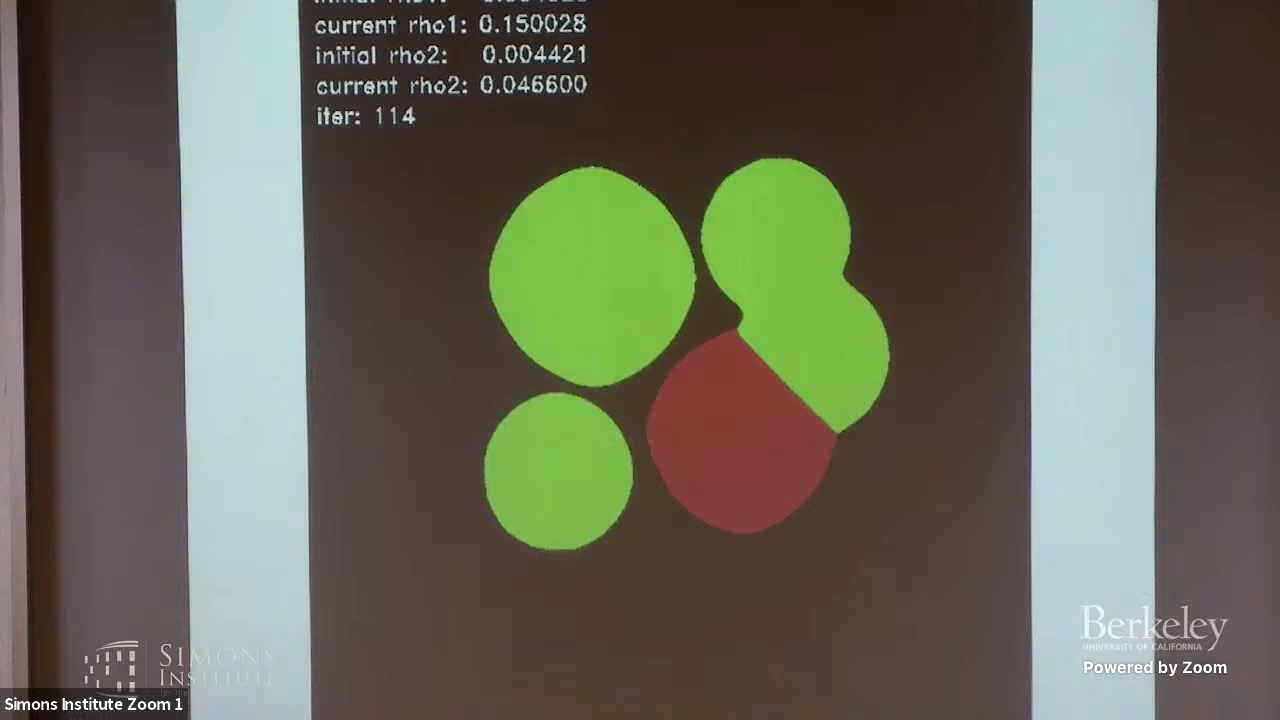 current rho1: 0.150028
initial rho2: 0.004421
current rho2: 0.046600
iter: 114
SIMONS
INSTITUTE
Berkeley
UNIVERSITY OF CALIFORNIA
Powered by Zoom
Simons Institute Zoom 1